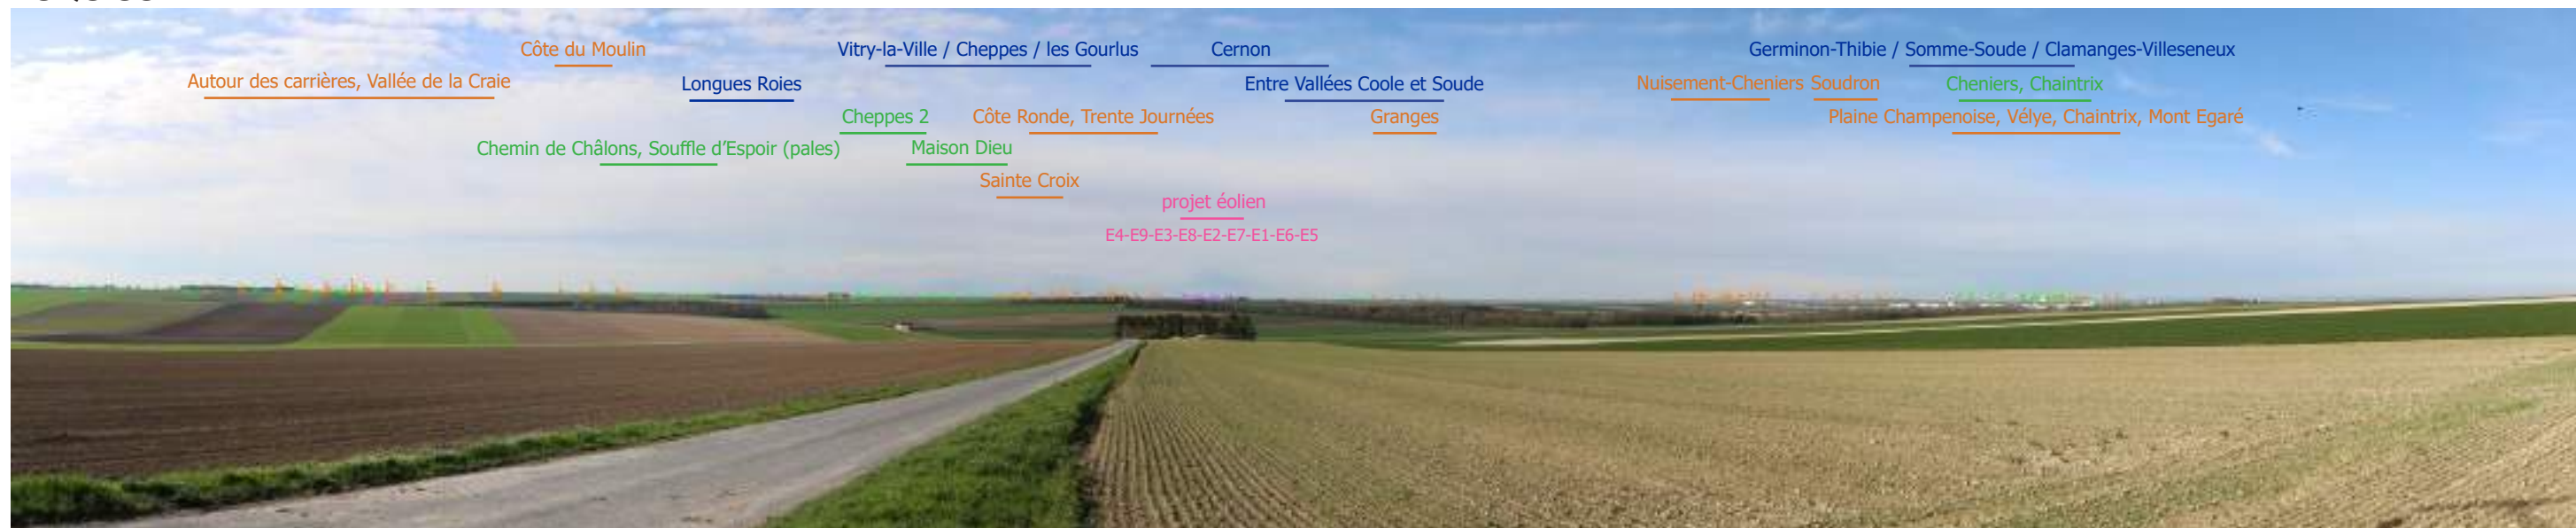 Côte du Moulin
Vitry-la-Ville / Cheppes / les Gourlus
Cernon
Germinon-Thibie / Somme-Soude / Clamanges-Villeseneux
Autour des carrières, Vallée de la Craie
Longues Roies
Entre Vallées Coole et Soude
Nuisement-Cheniers
Soudron
Cheniers, Chaintrix
Cheppes 2
Côte Ronde, Trente Journées
Granges
Plaine Champenoise, Vélye, Chaintrix, Mont Egaré
Chemin de Châlons, Souffle d’Espoir (pales)
Maison Dieu
Sainte Croix
projet éolien
E4-E9-E3-E8-E2-E7-E1-E6-E5